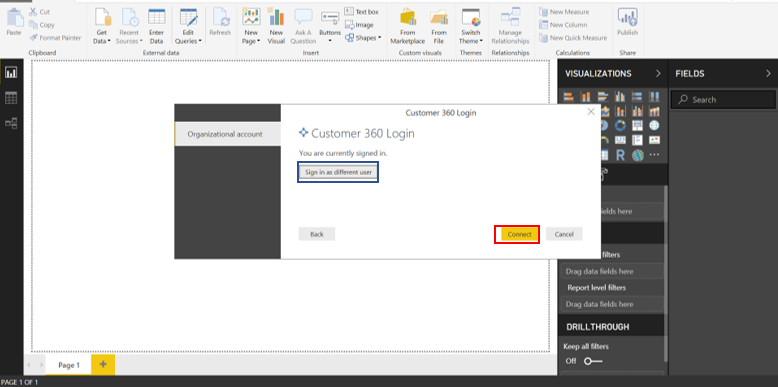 Paste
Cut
Copy
Format Painter
Clipboard
Get Data
Recent Sources
Enter Data
Edit Queries
Refresh
External data
New Page
New Visual
Ask A Question
Buttons
Text box
Image
Shapes
Insert
From Marketplace
From File
Custom visuals
Switch Theme
Themes
Manage Relationships
Relationships
New Measure
New Column
New Quick Measure
Calculations
Publish
Share
VISUALIZATIONS
FIELDS
Search
R
Customer 360 Login
Organizational account
Customer 360 Login
You are currently signed in.
Sign in as different user
Back
Connect
Cancel
fields here
filters
Drag data fields here
Report level filters
Drag data fields here
DRILLTHROUGH
Keep all filters
Off
Page 1
PAGE 1 OF 1